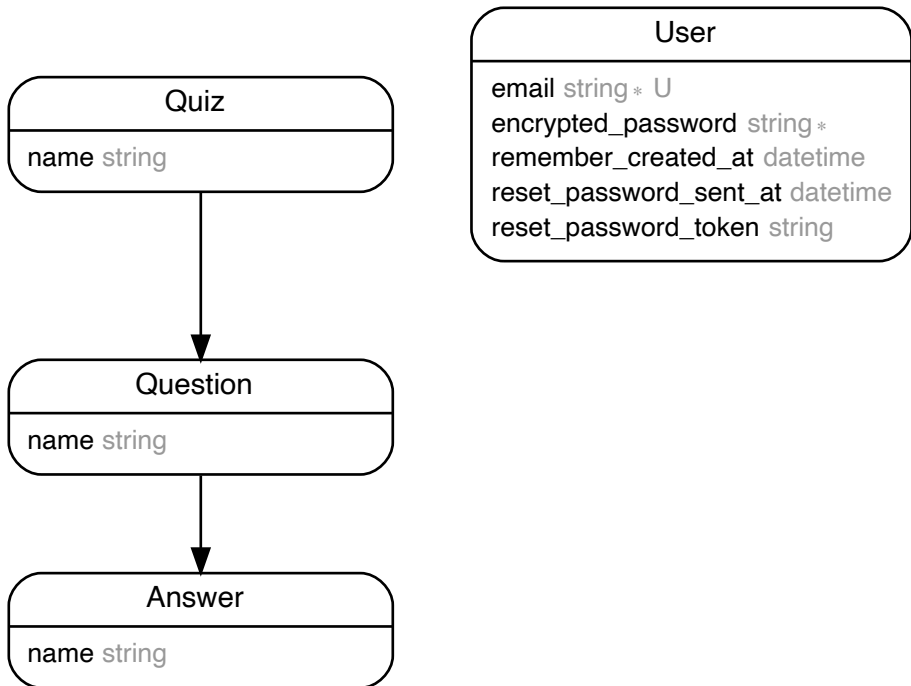 Quiz
name string
Question
name string
Answer
name string
User
email string∗ U
encrypted_password string∗
remember_created_at datetime
reset_password_sent_at datetime
reset_password_token string